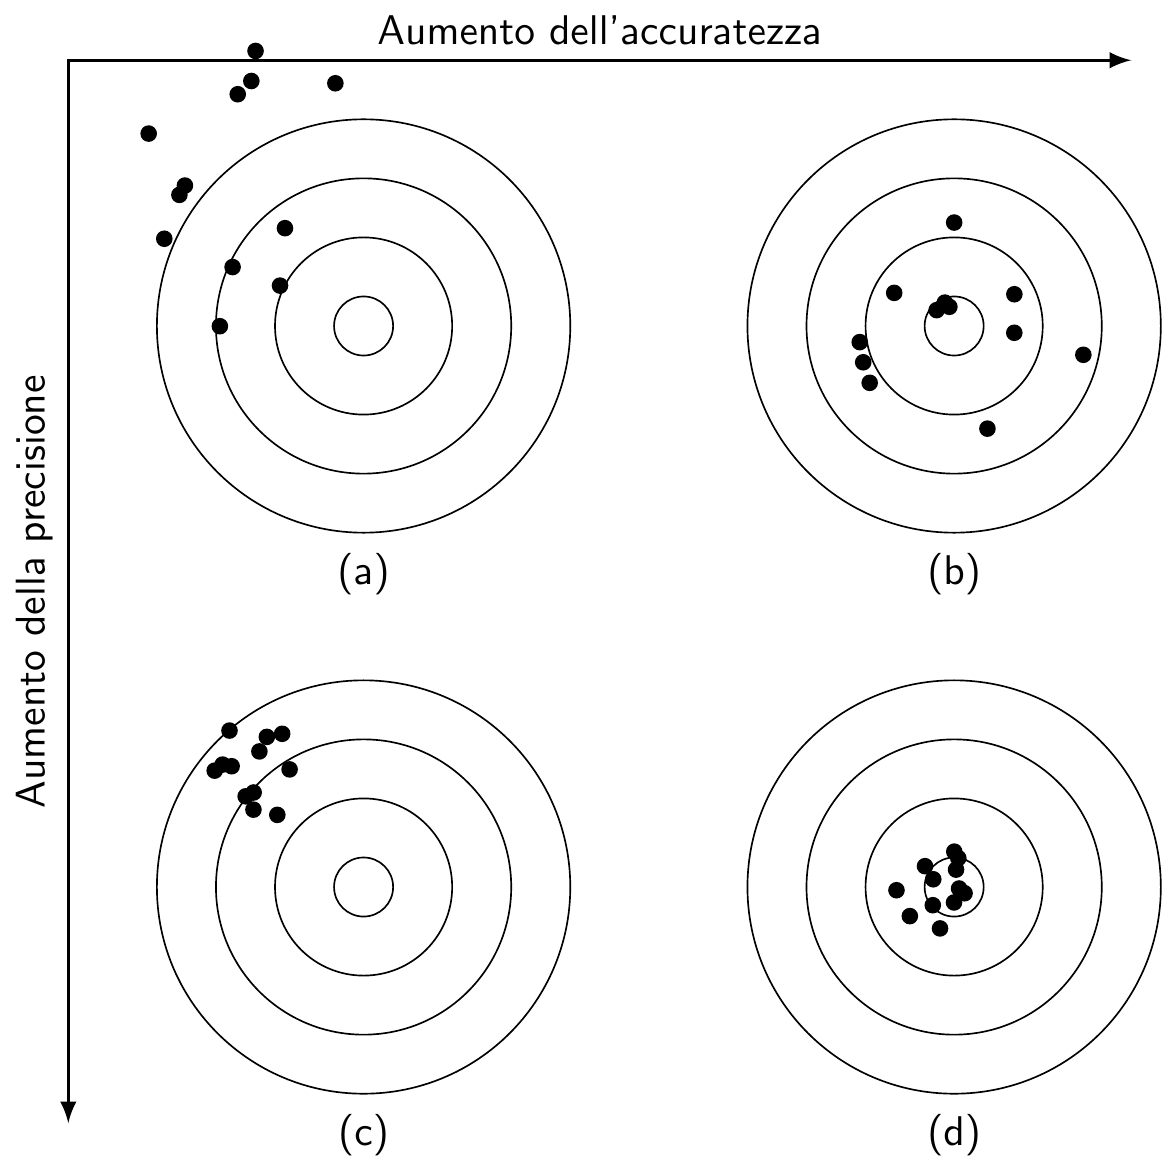 Aumento dell'accuratezza
Aumento della precisione
(a)
(b)
(c)
(d)